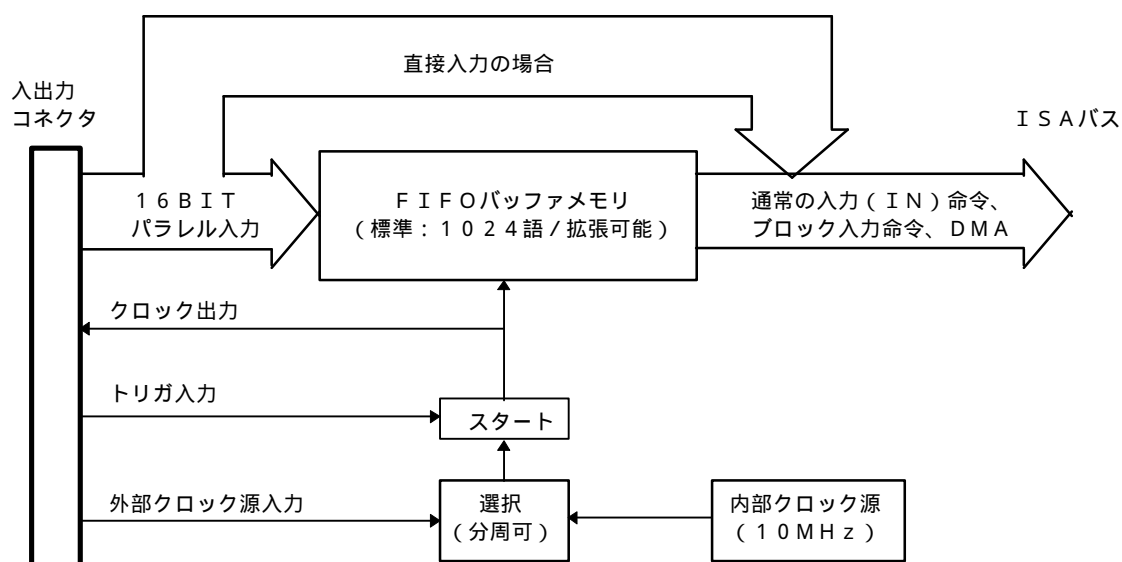 直接入力の場合
入出力
コネクタ
ISAバス
16BIT
パラレル入力
FIFOバッファメモリ
(標準:1024語/拡張可能)
通常の入力(IN)命令、
ブロック入力命令、DMA
クロック出力
トリガ入力
スタート
外部クロック源入力
選択
(分周可)
内部クロック源
(10MHz)